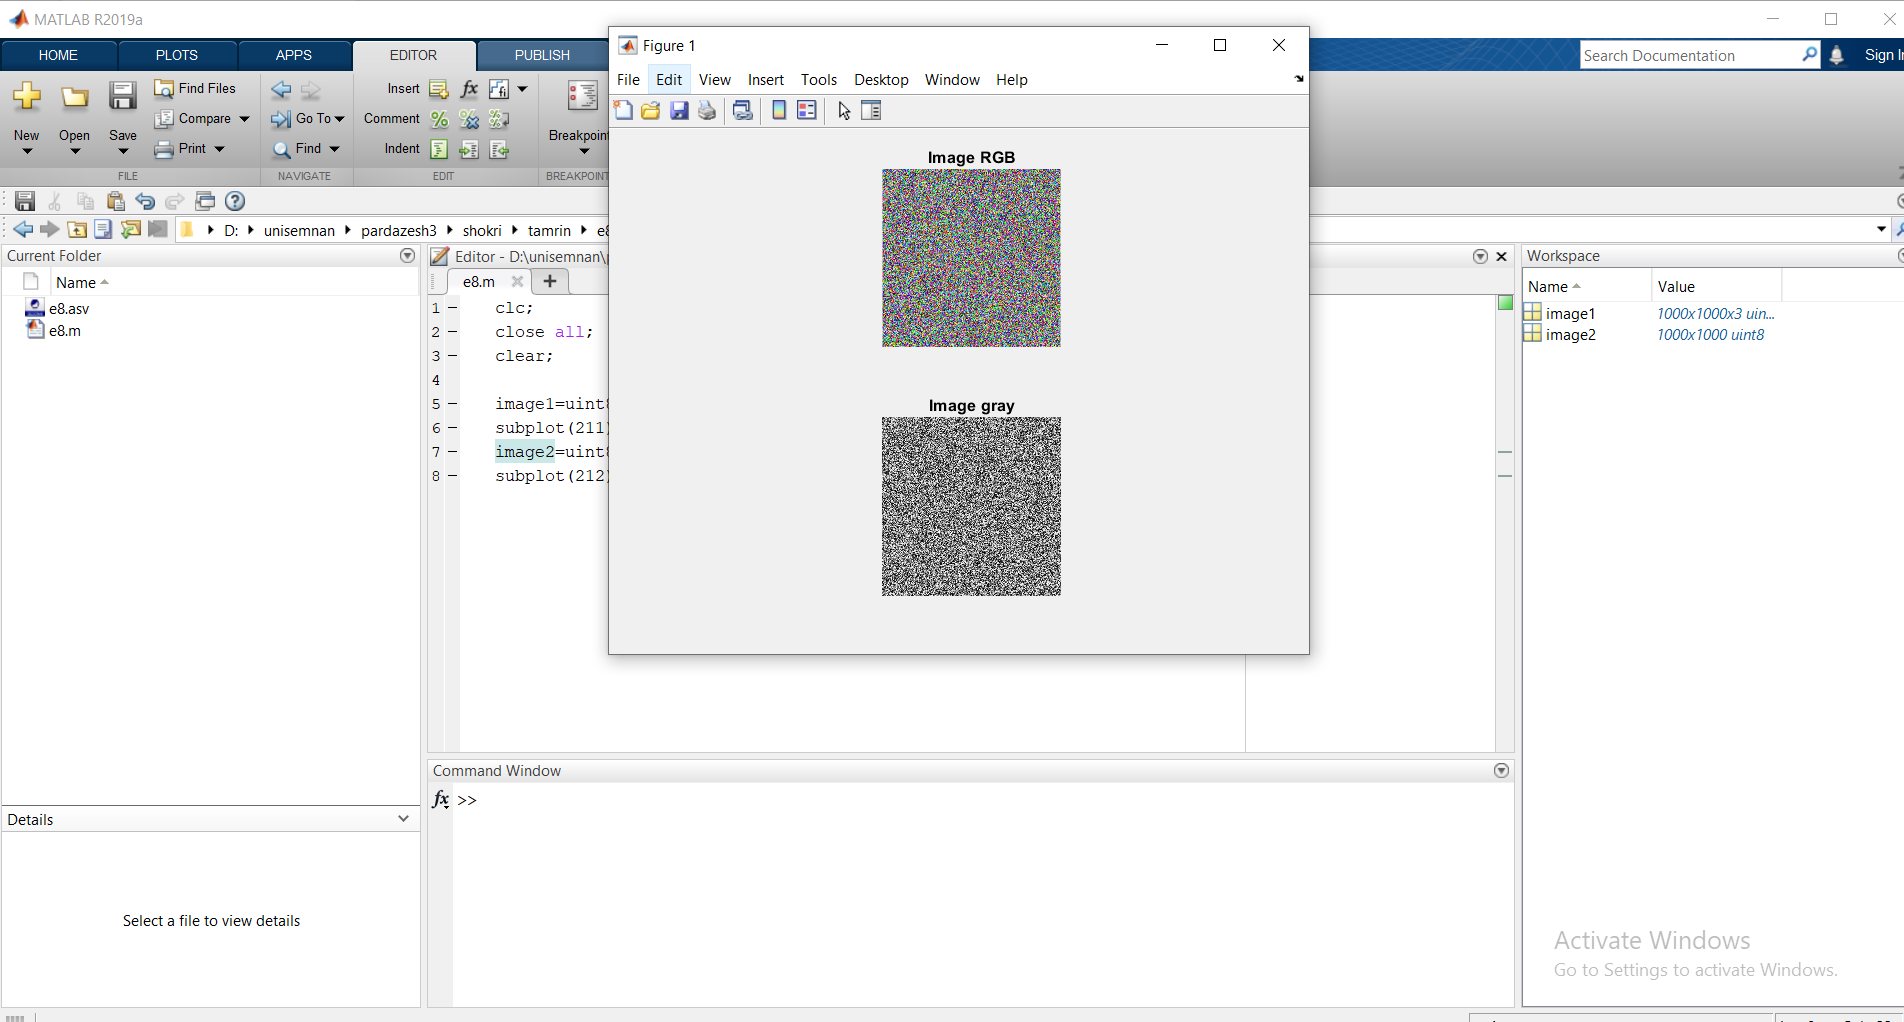 MATLAB R2019a
HOME PLOTS APPS EDITOR PUBLISH
Search Documentation
Sign I
New
Open
Save
Find Files
Compare
Print
FILE
Go To
Find
NAVIGATE
Insert
Comment
Indent
EDIT
Breakpoin
BREAKPOIN
D: unisemnan pardazesh3 shokri tamrin e8
Current Folder
Name
e8.asv
e8.m
Details
Select a file to view details
Editor - D:\unisemnan\
e8.m
1 clc;
2 close all;
3 clear;
4
5 image1=uint8
6 subplot(211)
7 image2=uint8
8 subplot(212)
Figure 1
File Edit View Insert Tools Desktop Window Help
Image RGB
Image gray
Command Window
fx >>
Workspace
Name Value
image1 1000x1000x3 uin...
image2 1000x1000 uint8
Activate Windows
Go to Settings to activate Windows.